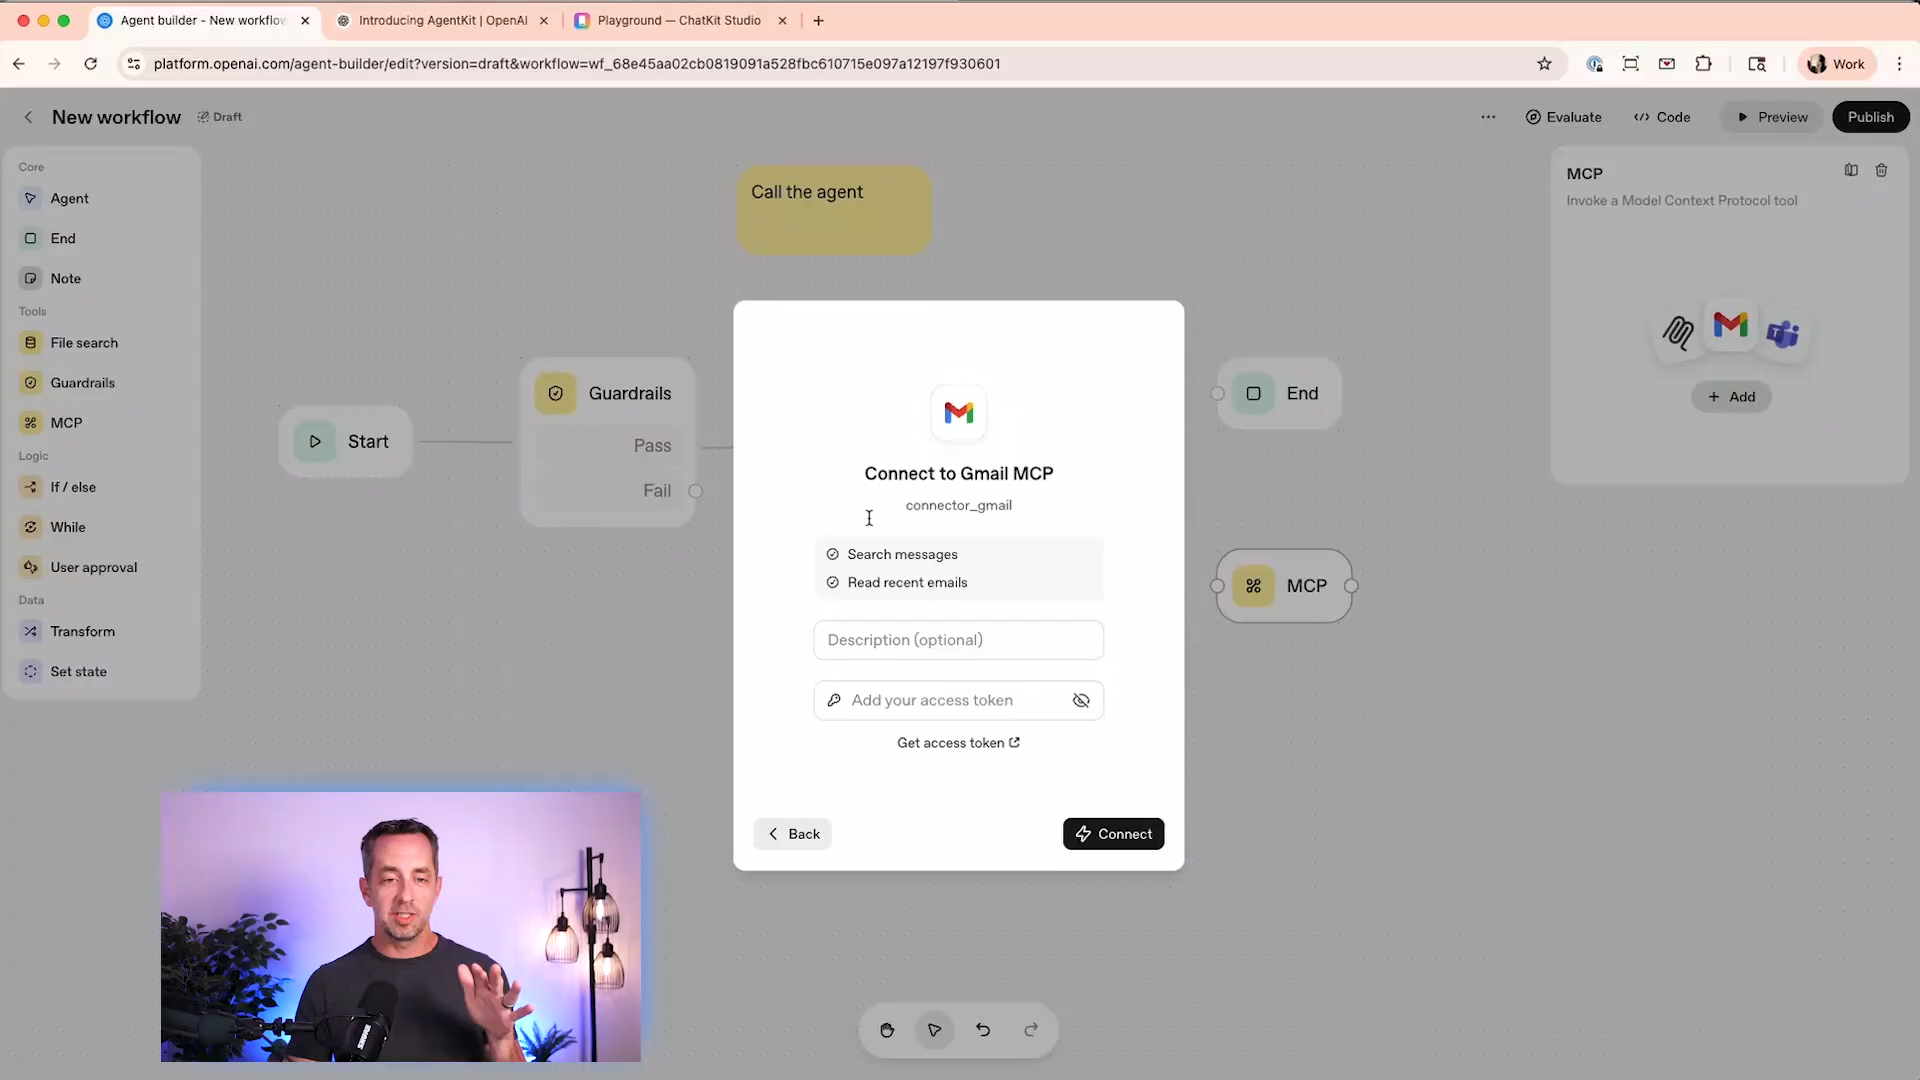 Agent builder - New workflow
Introducing AgentKit | OpenAI
Playground — ChatKit Studio
platform.openai.com/agent-builder/edit?version=draft&workflow=wf_68e45aa02cb0819091a528fbc610715e097a12197f930601
Work
New workflow
Draft
Evaluate
Code
Preview
Publish
Core
Agent
End
Note
Tools
File search
Guardrails
MCP
Logic
If / else
While
User approval
Data
Transform
Set state
Call the agent
Start
Guardrails
Pass
Fail
Connect to Gmail MCP
connector_gmail
Search messages
Read recent emails
Description (optional)
Add your access token
Get access token
Back
Connect
End
MCP
MCP
Invoke a Model Context Protocol tool
+ Add